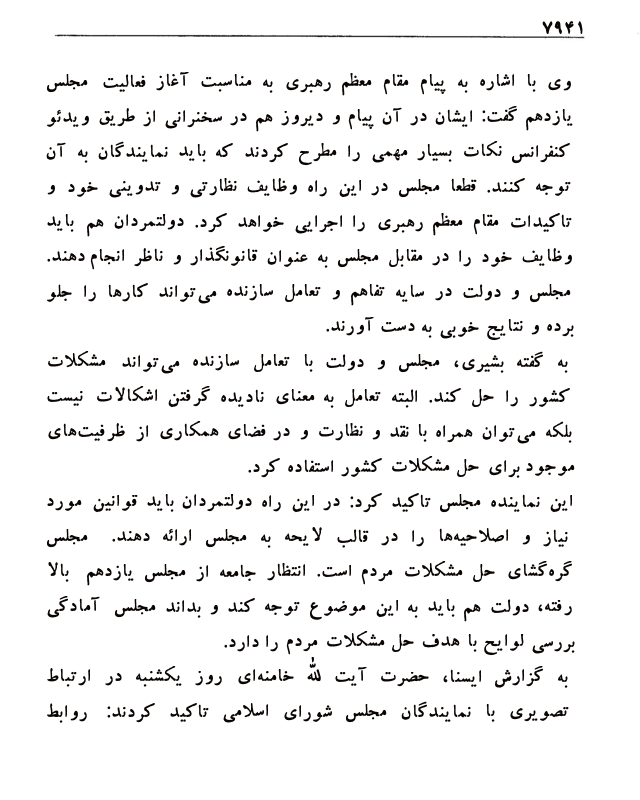 ۷۹۴۱
وی با اشاره به پیام مقام معظم رهبری به مناسبت آغاز فعالیت مجلس
یازدهم گفت: ایشان در آن پیام و دیروز هم در سخنرانی از طریق ویدئو
کنفرانس نکات بسیار مهمی را مطرح کردند که باید نمایندگان به آن
توجه کنند. قطعا مجلس در این راه وظایف نظارتی و تدوینی خود و
تاکیدات مقام معظم رهبری را اجرایی خواهد کرد. دولتمردان هم باید
وظایف خود را در مقابل مجلس به عنوان قانونگذار و ناظر انجام دهند.
مجلس و دولت در سایه تفاهم و تعامل سازنده می‌تواند کارها را جلو
برده و نتایج خوبی به دست آورند.
به گفته بشیری، مجلس و دولت با تعامل سازنده می‌تواند مشکلات
کشور را حل کند. البته تعامل به معنای نادیده گرفتن اشکالات نیست
بلکه می‌توان همراه با نقد و نظارت و در فضای همکاری از ظرفیت‌های
موجود برای حل مشکلات کشور استفاده کرد.
این نماینده مجلس تاکید کرد: در این راه دولتمردان باید قوانین مورد
نیاز و اصلاحیه‌ها را در قالب لایحه به مجلس ارائه دهند. مجلس
گره‌گشای حل مشکلات مردم است. انتظار جامعه از مجلس یازدهم بالا
رفته، دولت هم باید به این موضوع توجه کند و بداند مجلس آمادگی
بررسی لوایح با هدف حل مشکلات مردم را دارد.
به گزارش ایسنا، حضرت آیت لله خامنه‌ای روز یکشنبه در ارتباط
تصویری با نمایندگان مجلس شورای اسلامی تاکید کردند: روابط